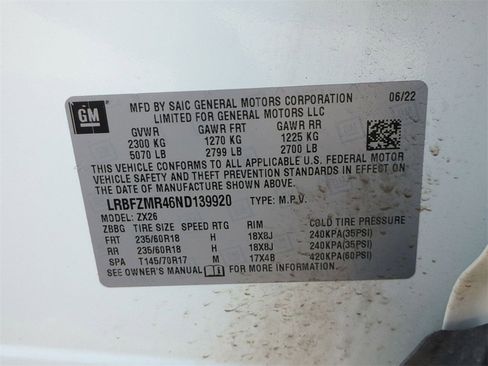 GM
MFD BY SAIC GENERAL MOTORS CORPORATION 06/22
LIMITED FOR GENERAL MOTORS LLC
GVWR GAWR FRT GAWR RR
2300 KG 1270 KG 1225 KG
5070 LB 2799 LB 2700 LB
THIS VEHICLE CONFORMS TO ALL APPLICABLE U.S. FEDERAL MOTOR
VEHICLE SAFETY AND THEFT PREVENTION STANDARDS IN EFFECT ON
THE DATE OF MANUFACTURE SHOWN ABOVE.
LRBFZMR46ND139920 TYPE: M.P.V.
MODEL: ZX26
ZBBG TIRE SIZE SPEED RTG RIM COLD TIRE PRESSURE
FRT 235/60R18 H 18X8J 240KPA(35PSI)
RR 235/60R18 H 18X8J 240KPA(35PSI)
SPA T145/70R17 M 17X4B 420KPA(60PSI)
SEE OWNER'S MANUAL FOR MORE INFORMATION